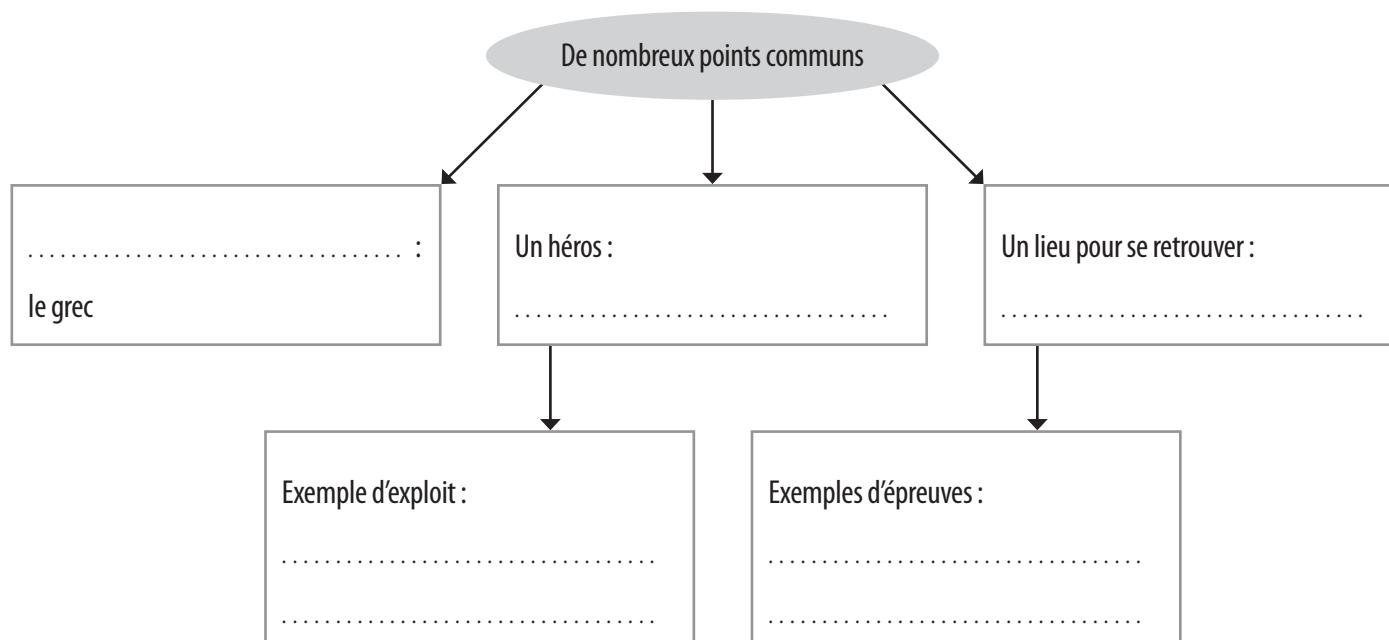 De nombreux points communs
. . . . . . . . . . . . . . . . . . . . . . . . . . . . . . . . . . . :
le grec
Un héros :
. . . . . . . . . . . . . . . . . . . . . . . . . . . . . . . . . . .
Un lieu pour se retrouver :
. . . . . . . . . . . . . . . . . . . . . . . . . . . . . . . . . .
Exemple d'exploit :
. . . . . . . . . . . . . . . . . . . . . . . . . . . . . . . . . . .
. . . . . . . . . . . . . . . . . . . . . . . . . . . . . . . . . . .
Exemples d'épreuves :
. . . . . . . . . . . . . . . . . . . . . . . . . . . . . . . . . . .
. . . . . . . . . . . . . . . . . . . . . . . . . . . . . . . . . . .